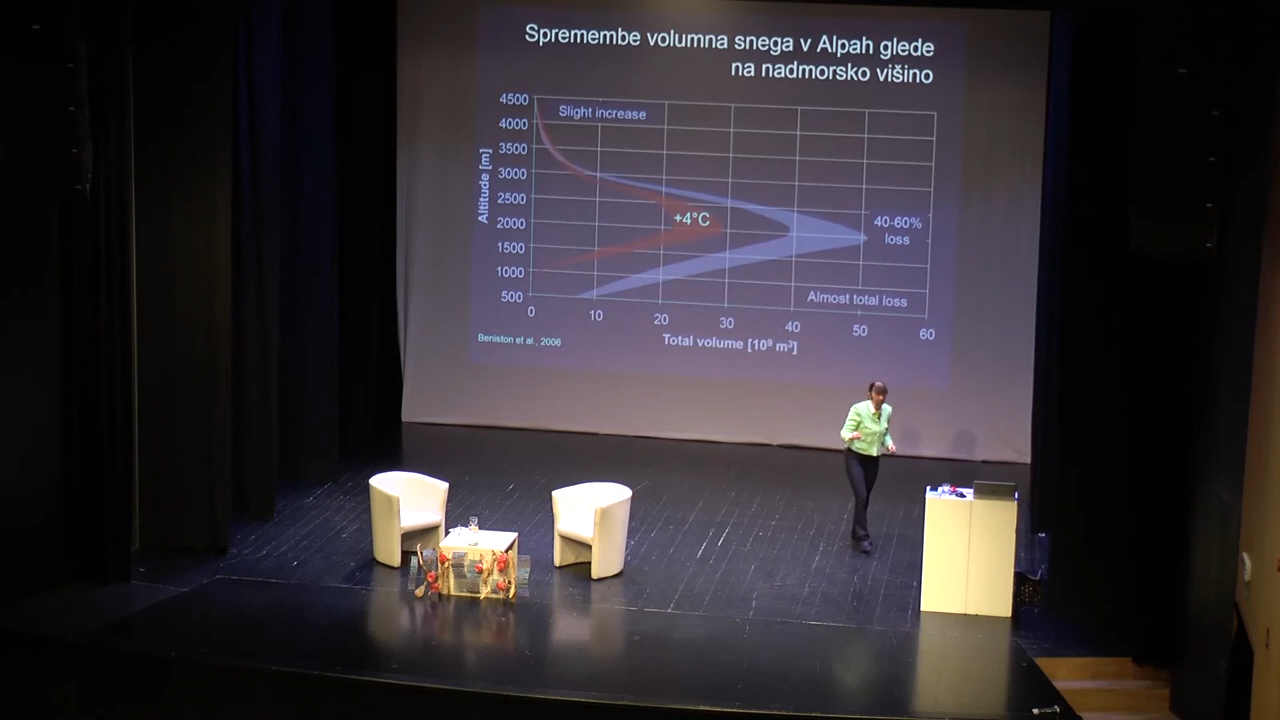 Spremembe volumna snega v Alpah glede
na nadmorsko višino
Slight increase
4500
4000
3500
3000
2500
2000
1500
1000
500
Altitude [m]
+4°C
40-60%
loss
Almost total loss
0
10
20
30
40
50
60
Total volume [10⁹ m³]
Beniston et al., 2006